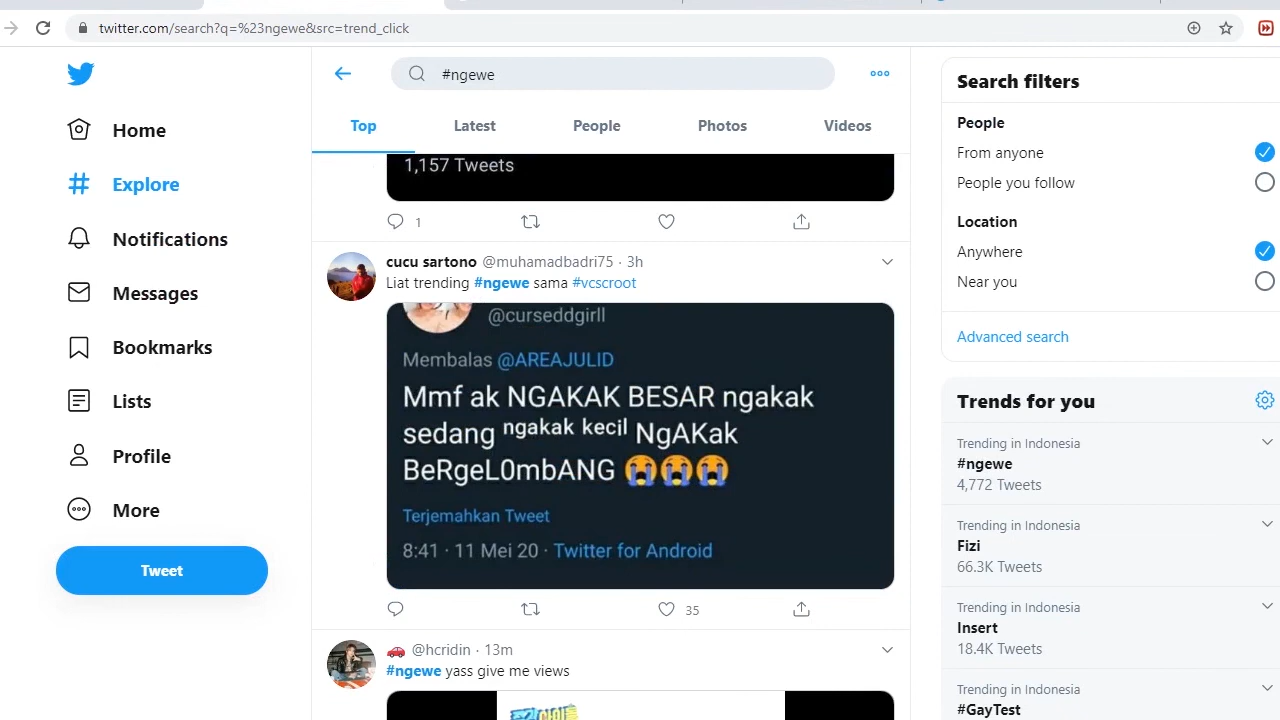 twitter.com/search?q=%23ngewe&src=trend_click
Home
Explore
Notifications
Messages
Bookmarks
Lists
Profile
More
Tweet
#ngewe
Top Latest People Photos Videos
1,157 Tweets
1
cucu sartono @muhamadbadri75 · 3h
Liat trending #ngewe sama #vcscroot
@curseddgirll
Membalas @AREAJULID
Mmf ak NGAKAK BESAR ngakak
sedang ngakak kecil NgAKak
BeRgeL0mbANG 😭😭😭
Terjemahkan Tweet
8:41 · 11 Mei 20 · Twitter for Android
35
🚗 @hcridin · 13m
#ngewe yass give me views
Search filters
People
From anyone
People you follow
Location
Anywhere
Near you
Advanced search
Trends for you
Trending in Indonesia
#ngewe
4,772 Tweets
Trending in Indonesia
Fizi
66.3K Tweets
Trending in Indonesia
Insert
18.4K Tweets
Trending in Indonesia
#GayTest